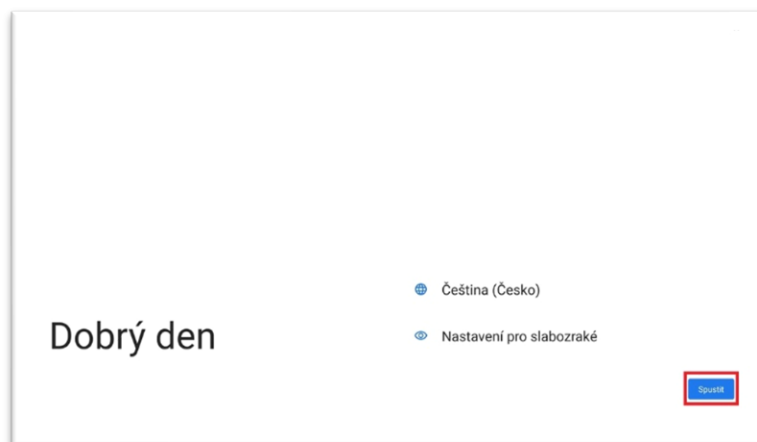 Dobrý den
Čeština (Česko)
Nastavení pro slabozraké
Spustit